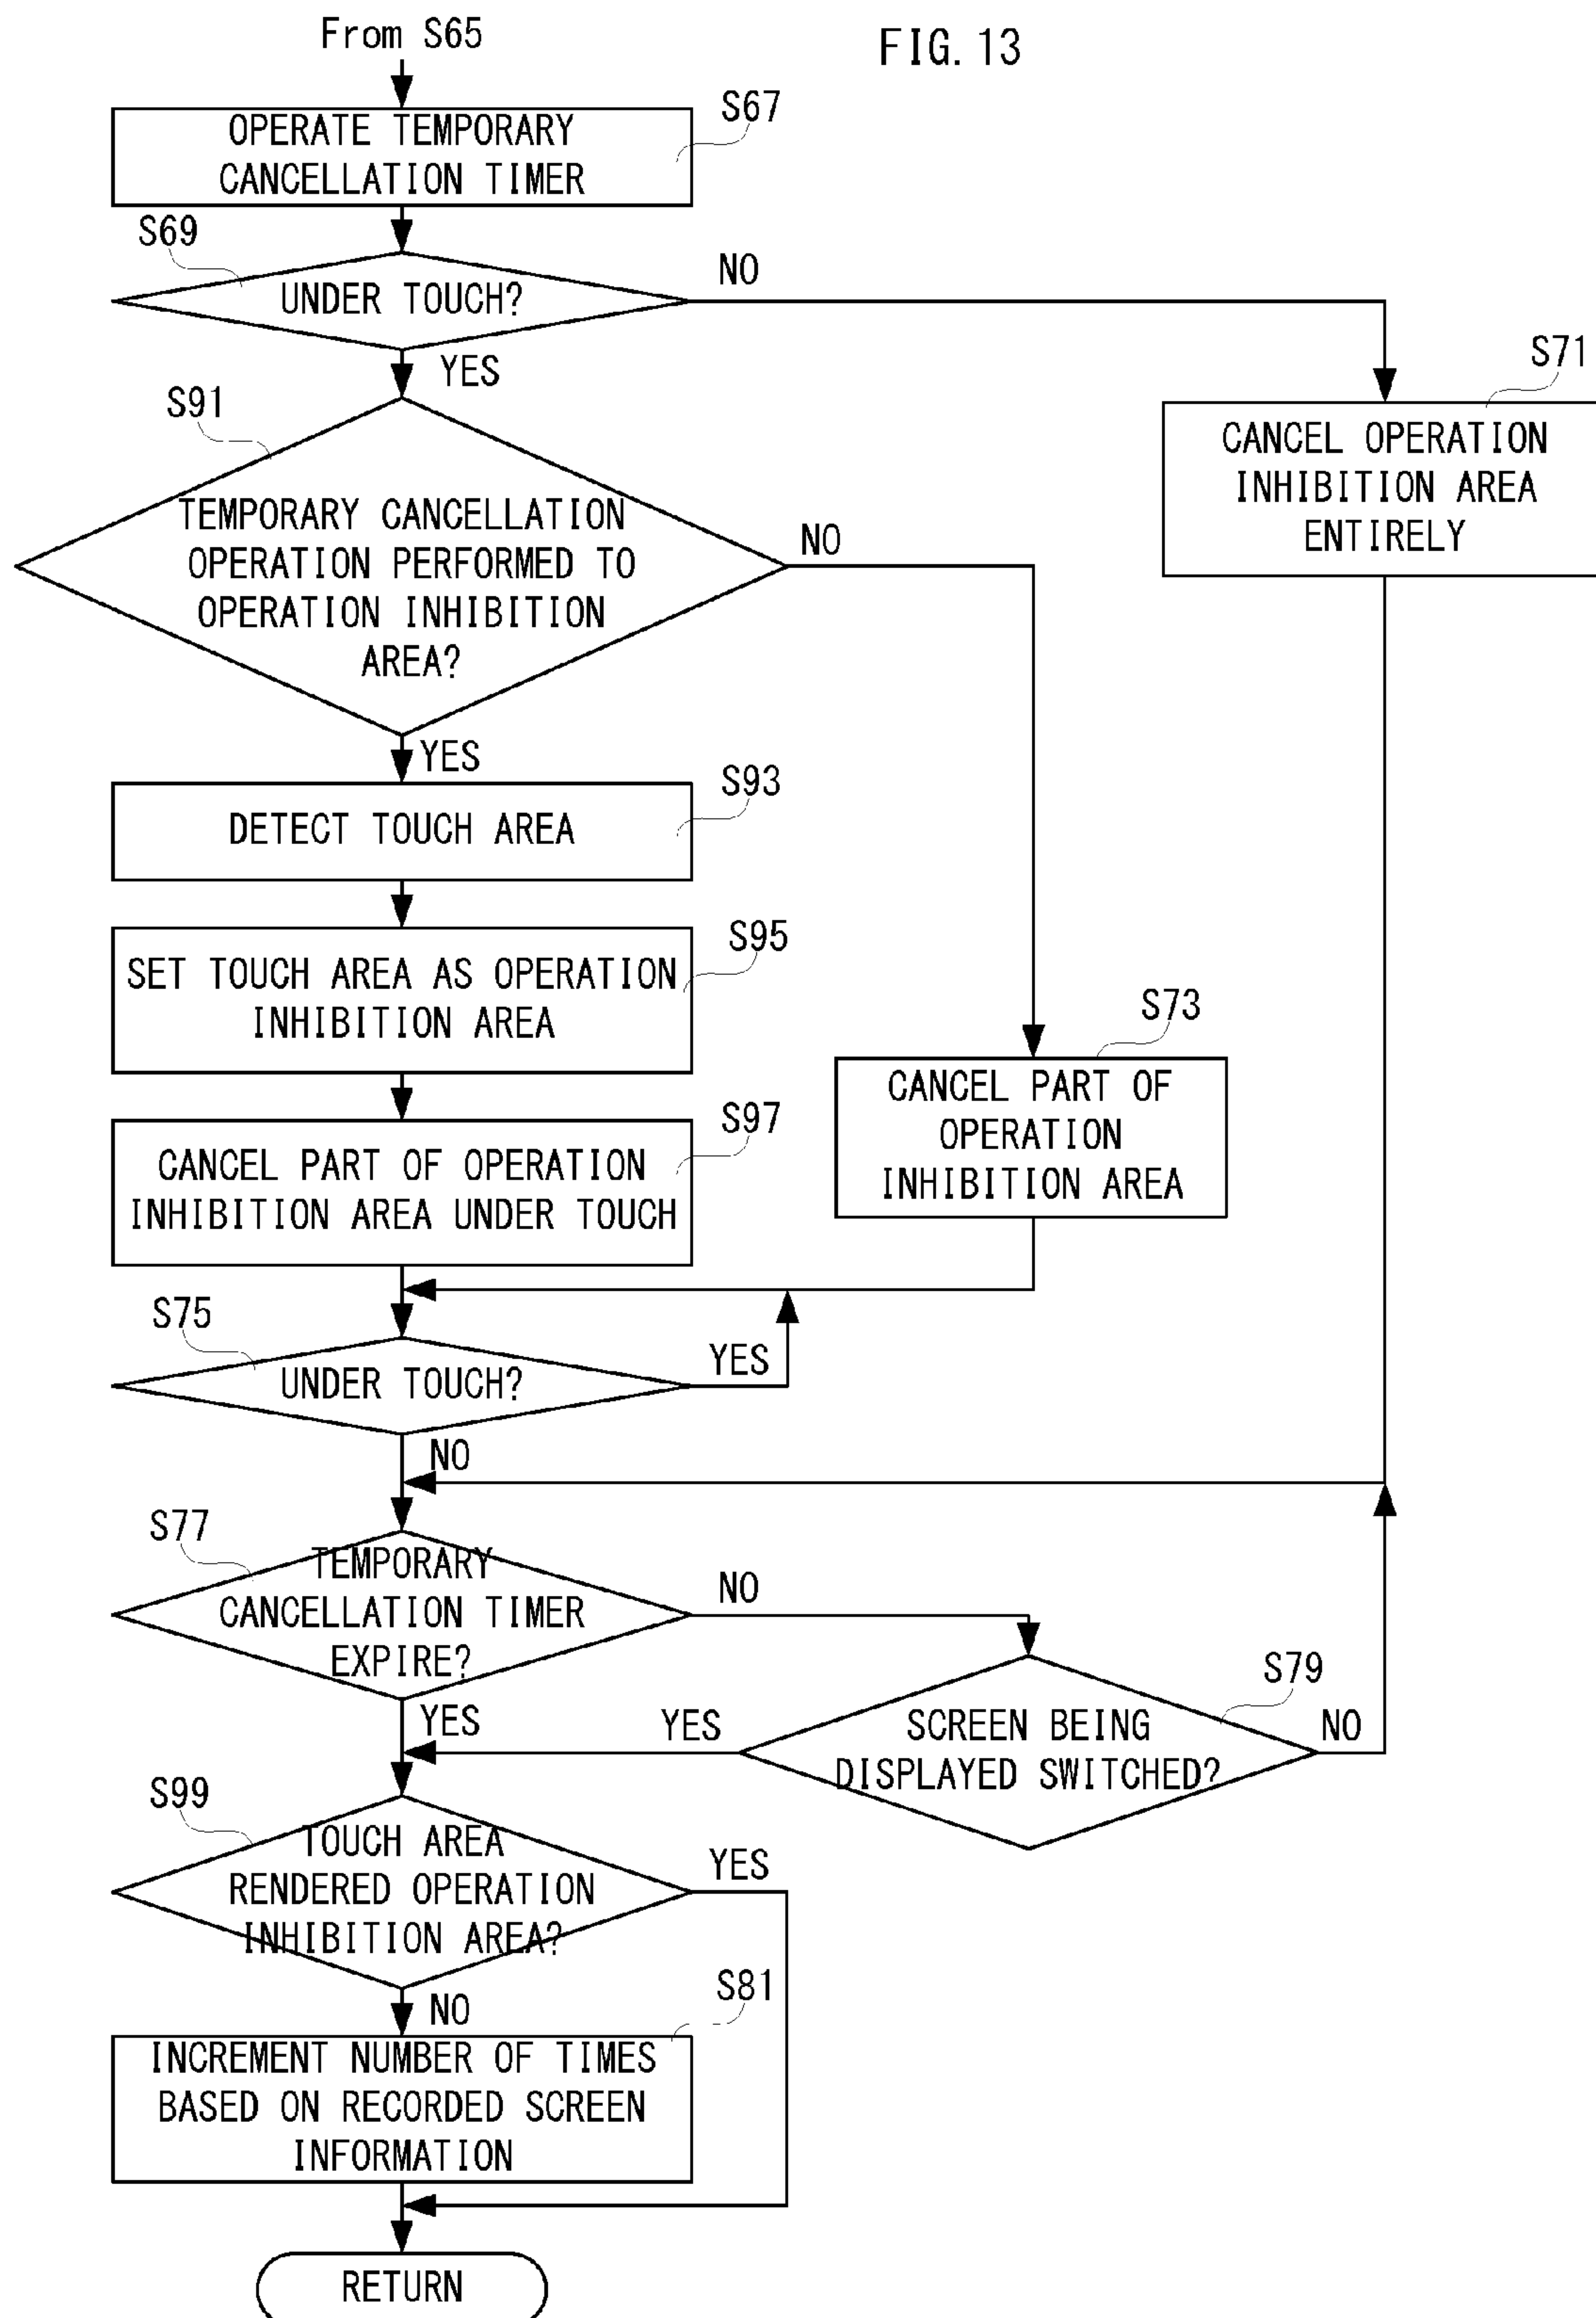 From S65
FIG. 13
S67
OPERATE TEMPORARY
CANCELLATION TIMER
S69
UNDER TOUCH?
NO
YES
S71
CANCEL OPERATION
INHIBITION AREA
ENTIRELY
S91
TEMPORARY CANCELLATION
OPERATION PERFORMED TO
OPERATION INHIBITION
AREA?
NO
YES
S93
DETECT TOUCH AREA
S95
SET TOUCH AREA AS OPERATION
INHIBITION AREA
S73
CANCEL PART OF
OPERATION
INHIBITION AREA
S97
CANCEL PART OF OPERATION
INHIBITION AREA UNDER TOUCH
S75
UNDER TOUCH?
YES
NO
S77
TEMPORARY
CANCELLATION TIMER
EXPIRE?
NO
YES
S79
SCREEN BEING
DISPLAYED SWITCHED?
YES
NO
S99
TOUCH AREA
RENDERED OPERATION
INHIBITION AREA?
YES
NO
S81
INCREMENT NUMBER OF TIMES
BASED ON RECORDED SCREEN
INFORMATION
RETURN